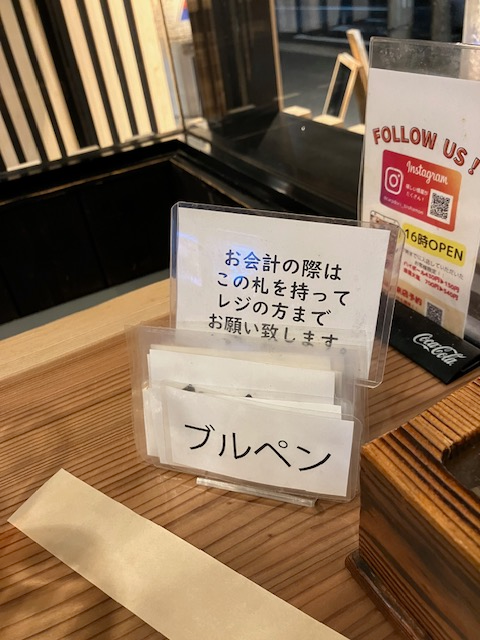 お会計の際は
この札を持って
レジの方まで
お願い致します。
ブルペン
FOLLOW US!
Instagram
16時OPEN
Coca-Cola